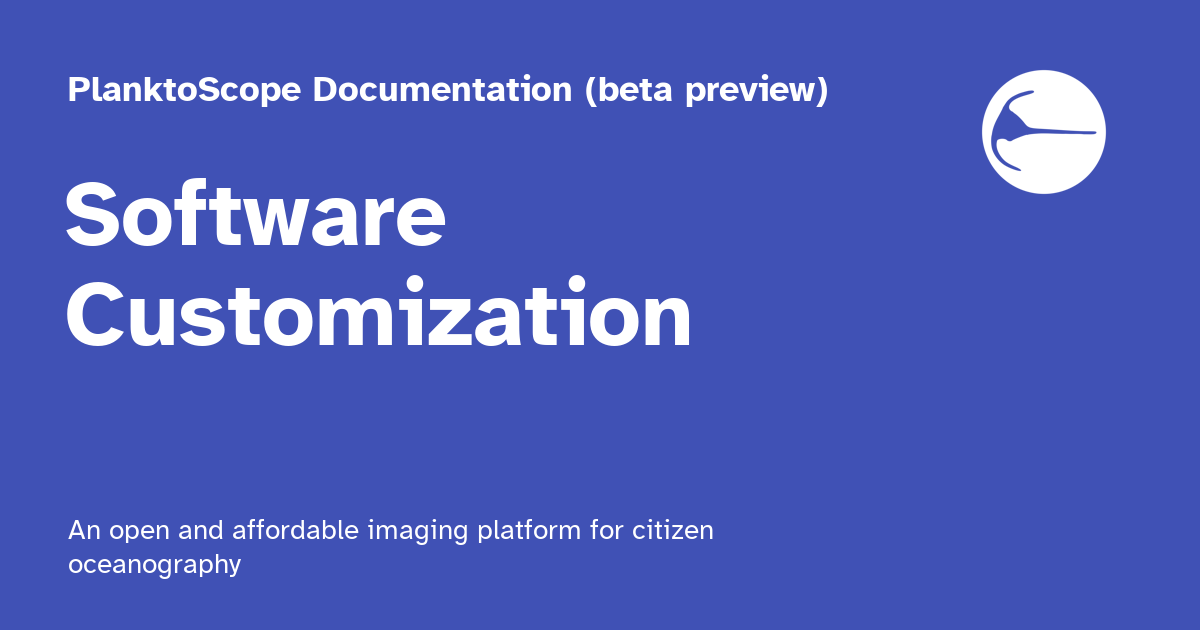 PlanktoScope Documentation (beta preview)
Software
Customization
An open and affordable imaging platform for citizen
oceanography